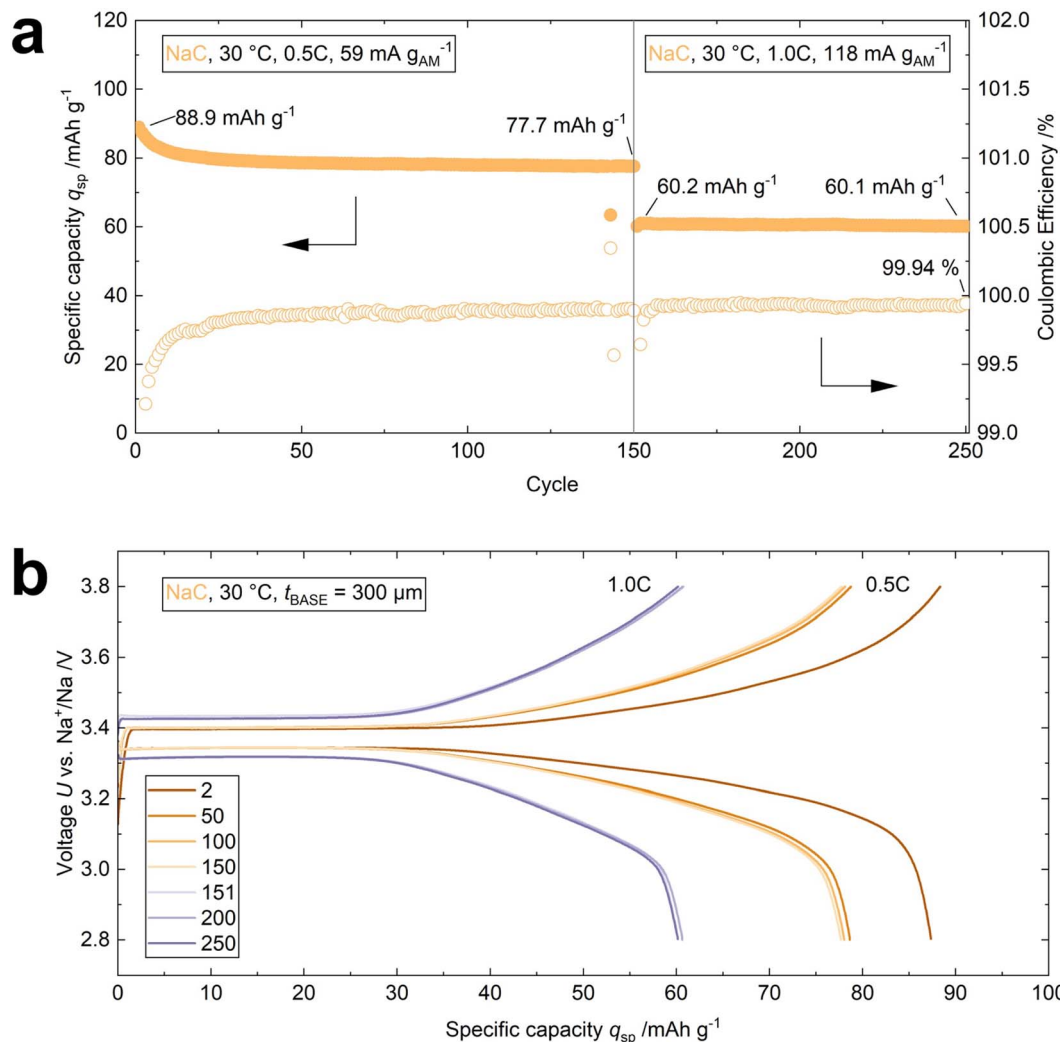 a
NaC, 30 °C, 0.5C, 59 mA g_AM⁻¹
NaC, 30 °C, 1.0C, 118 mA g_AM⁻¹
88.9 mAh g⁻¹
77.7 mAh g⁻¹
60.2 mAh g⁻¹
60.1 mAh g⁻¹
99.94 %
120
100
80
60
40
20
0
Specific capacity q_sp /mAh g⁻¹
102.0
101.5
101.0
100.5
100.0
99.5
99.0
Coulombic Efficiency /%
0 50 100 150 200 250
Cycle
b
NaC, 30 °C, t_BASE = 300 µm
1.0C
0.5C
3.8
3.6
3.4
3.2
3.0
2.8
Voltage U vs. Na⁺/Na /V
2
50
100
150
151
200
250
0 10 20 30 40 50 60 70 80 90 100
Specific capacity q_sp /mAh g⁻¹